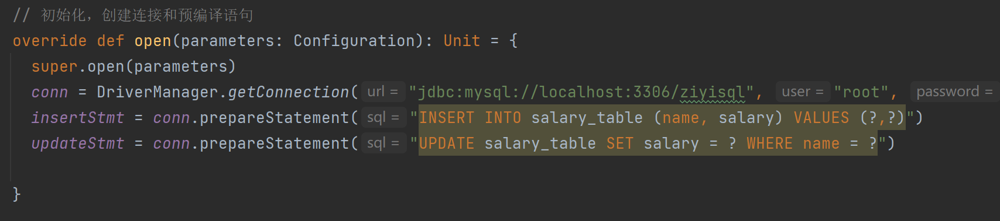 // 初始化，创建连接和预编译语句
override def open(parameters: Configuration): Unit = {
super.open(parameters)
conn = DriverManager.getConnection( url = "jdbc:mysql://localhost:3306/ziyisql", user = "root", password =
insertStmt = conn.prepareStatement( sql = "INSERT INTO salary_table (name, salary) VALUES (?,?)")
updateStmt = conn.prepareStatement( sql = "UPDATE salary_table SET salary = ? WHERE name = ?")
}